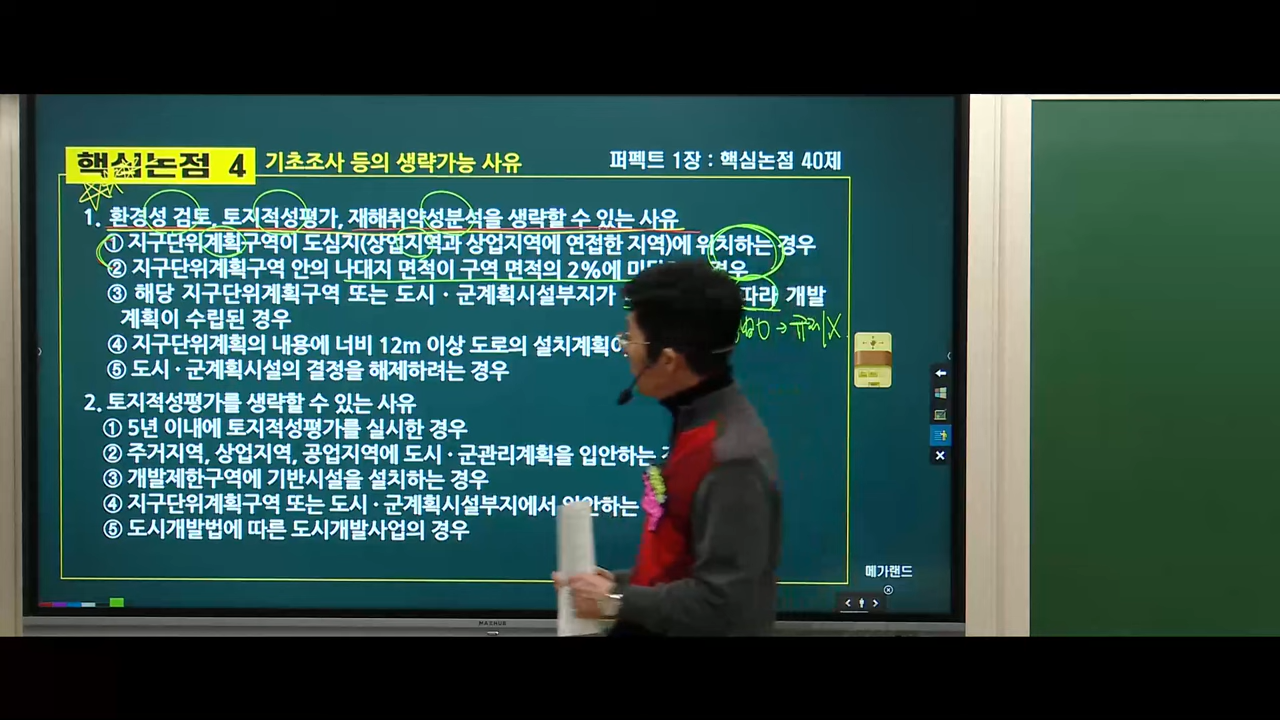 핵심논점 4 기초조사 등의 생략가능 사유 퍼펙트 1장 : 핵심논점 40제
1. 환경성 검토, 토지적성평가, 재해취약성분석을 생략할 수 있는 사유
① 지구단위계획구역이 도심지(상업지역과 상업지역에 연접한 지역)에 위치하는 경우
② 지구단위계획구역 안의 나대지 면적이 구역 면적의 2%에 경우
③ 해당 지구단위계획구역 또는 도시·군계획시설부지가 따라 개발
계획이 수립된 경우
→ 규제X
④ 지구단위계획의 내용에 너비 12m 이상 도로의 설치계획이
⑤ 도시·군계획시설의 결정을 해제하려는 경우
2. 토지적성평가를 생략할 수 있는 사유
① 5년 이내에 토지적성평가를 실시한 경우
② 주거지역, 상업지역, 공업지역에 도시·군관리계획을 입안하는
③ 개발제한구역에 기반시설을 설치하는 경우
④ 지구단위계획구역 또는 도시·군계획시설부지에서 입안하는
⑤ 도시개발법에 따른 도시개발사업의 경우
메가랜드
MAXHUB